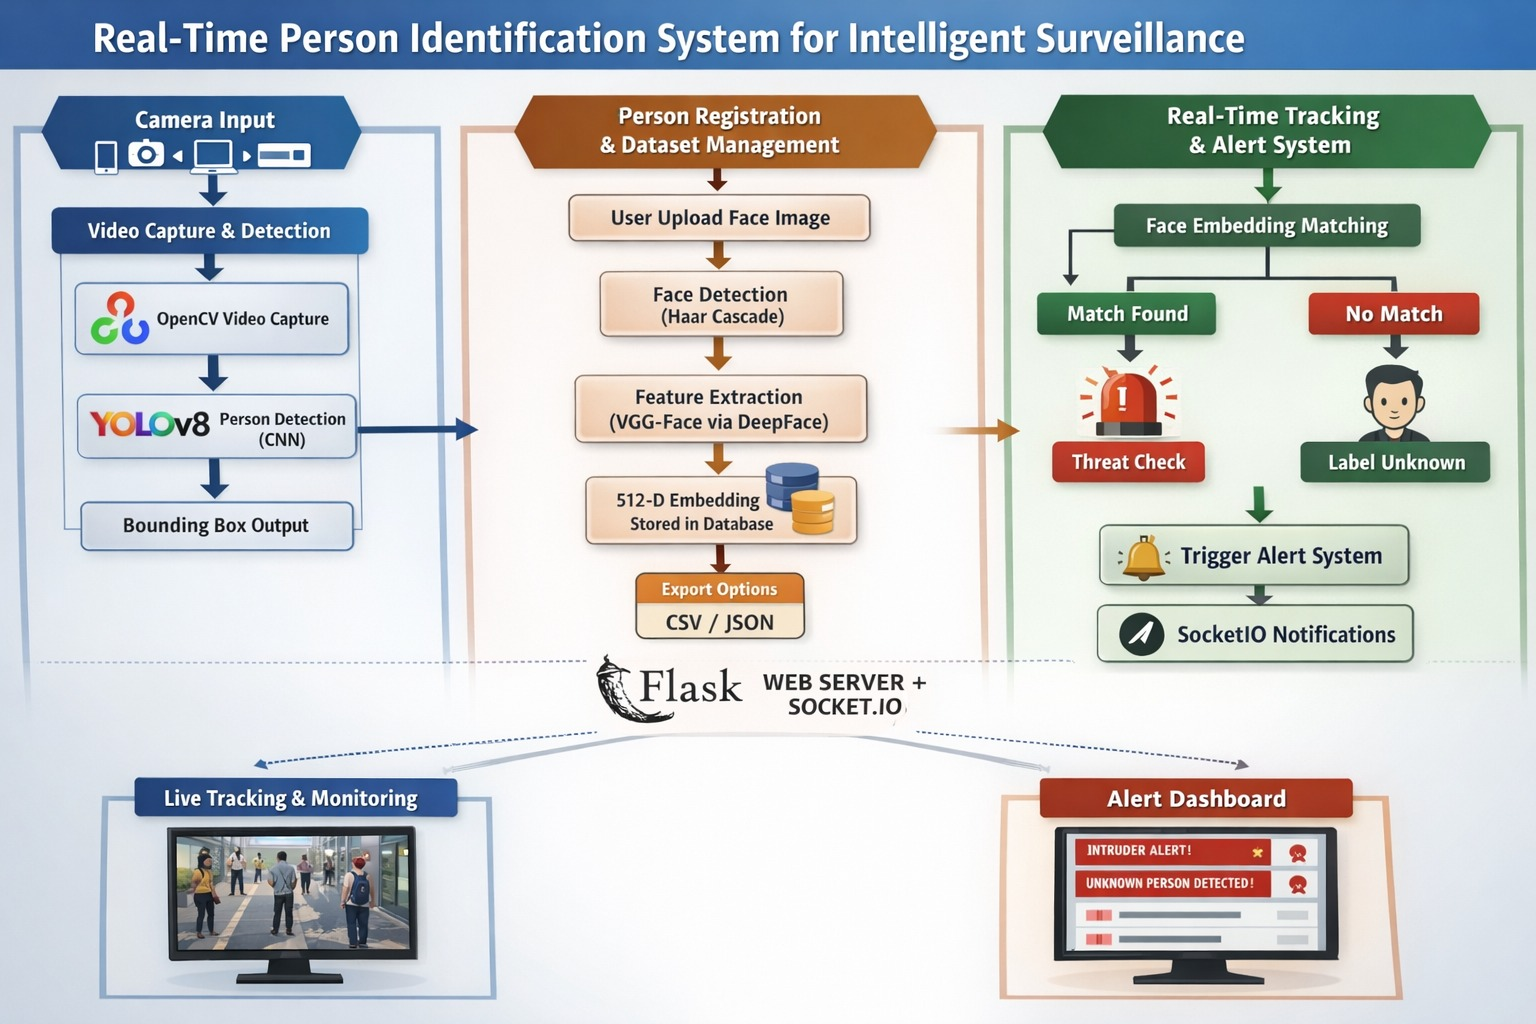 Real-Time Person Identification System for Intelligent Surveillance
Camera Input
Video Capture & Detection
OpenCV Video Capture
YOLOv8 Person Detection
(CNN)
Bounding Box Output
Person Registration
& Dataset Management
User Upload Face Image
Face Detection
(Haar Cascade)
Feature Extraction
(VGG-Face via DeepFace)
512-D Embedding
Stored in Database
Export Options
CSV / JSON
Real-Time Tracking
& Alert System
Face Embedding Matching
Match Found
No Match
!
Threat Check
Label Unknown
Trigger Alert System
SocketIO Notifications
Flask WEB SERVER +
SOCKET.IO
Live Tracking & Monitoring
Alert Dashboard
INTRUDER ALERT!
UNKNOWN PERSON DETECTED!